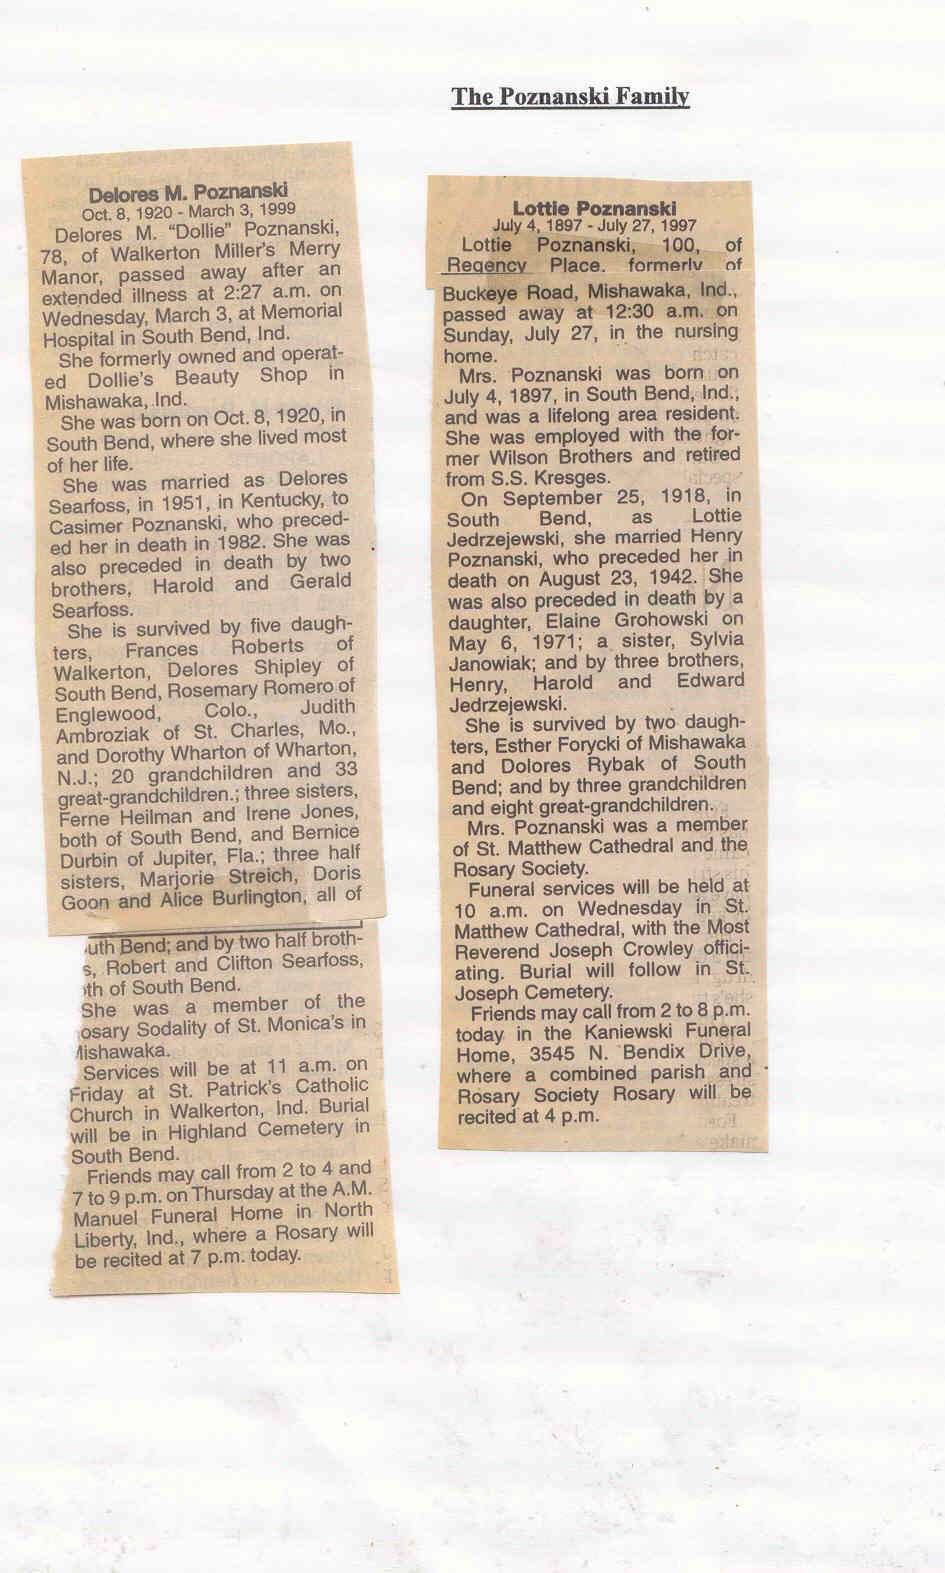 The Poznanski Family
Delores M. Poznanski
Oct. 8, 1920 - March 3, 1999
Delores M. “Dollie” Poznanski,
78, of Walkerton Miller's Merry
Manor, passed away after an
extended illness at 2:27 a.m. on
Wednesday, March 3, at Memorial
Hospital in South Bend, Ind.
She formerly owned and operat-
ed Dollie's Beauty Shop in
Mishawaka, Ind.
She was born on Oct. 8, 1920, in
South Bend, where she lived most
of her life.
She was married as Delores
Searfoss, in 1951, in Kentucky, to
Casimer Poznanski, who preced-
ed her in death in 1982. She was
also preceded in death by two
brothers, Harold and Gerald
Searfoss.
She is survived by five daugh-
ters, Frances Roberts of
Walkerton, Delores Shipley of
South Bend, Rosemary Romero of
Englewood, Colo., Judith
Ambroziak of St. Charles, Mo.,
and Dorothy Wharton of Wharton,
N.J.; 20 grandchildren and 33
great-grandchildren.; three sisters,
Ferne Heilman and Irene Jones,
both of South Bend, and Bernice
Durbin of Jupiter, Fla.; three half
sisters, Marjorie Streich, Doris
Goon and Alice Burlington, all of
uth Bend; and by two half broth-
s, Robert and Clifton Searfoss,
th of South Bend.
She was a member of the
osary Sodality of St. Monica's in
Mishawaka.
Services will be at 11 a.m. on
Friday at St. Patrick's Catholic
Church in Walkerton, Ind. Burial
will be in Highland Cemetery in
South Bend.
Friends may call from 2 to 4 and
7 to 9 p.m. on Thursday at the A.M.
Manuel Funeral Home in North
Liberty, Ind., where a Rosary will
be recited at 7 p.m. today.
Lottie Poznanski
July 4, 1897 - July 27, 1997
Lottie Poznanski, 100, of
Regency Place, formerly of
Buckeye Road, Mishawaka, Ind.,
passed away at 12:30 a.m. on
Sunday, July 27, in the nursing
home.
Mrs. Poznanski was born on
July 4, 1897, in South Bend, Ind.,
and was a lifelong area resident.
She was employed with the for-
mer Wilson Brothers and retired
from S.S. Kresges.
On September 25, 1918, in
South Bend, as Lottie
Jedrzejewski, she married Henry
Poznanski, who preceded her in
death on August 23, 1942. She
was also preceded in death by a
daughter, Elaine Grohowski on
May 6, 1971; a sister, Sylvia
Janowiak; and by three brothers,
Henry, Harold and Edward
Jedrzejewski.
She is survived by two daugh-
ters, Esther Forycki of Mishawaka
and Dolores Rybak of South
Bend; and by three grandchildren
and eight great-grandchildren.
Mrs. Poznanski was a member
of St. Matthew Cathedral and the
Rosary Society.
Funeral services will be held at
10 a.m. on Wednesday in St.
Matthew Cathedral, with the Most
Reverend Joseph Crowley offici-
ating. Burial will follow in St.
Joseph Cemetery.
Friends may call from 2 to 8 p.m.
today in the Kaniewski Funeral
Home, 3545 N. Bendix Drive,
where a combined parish and
Rosary Society Rosary will be
recited at 4 p.m.